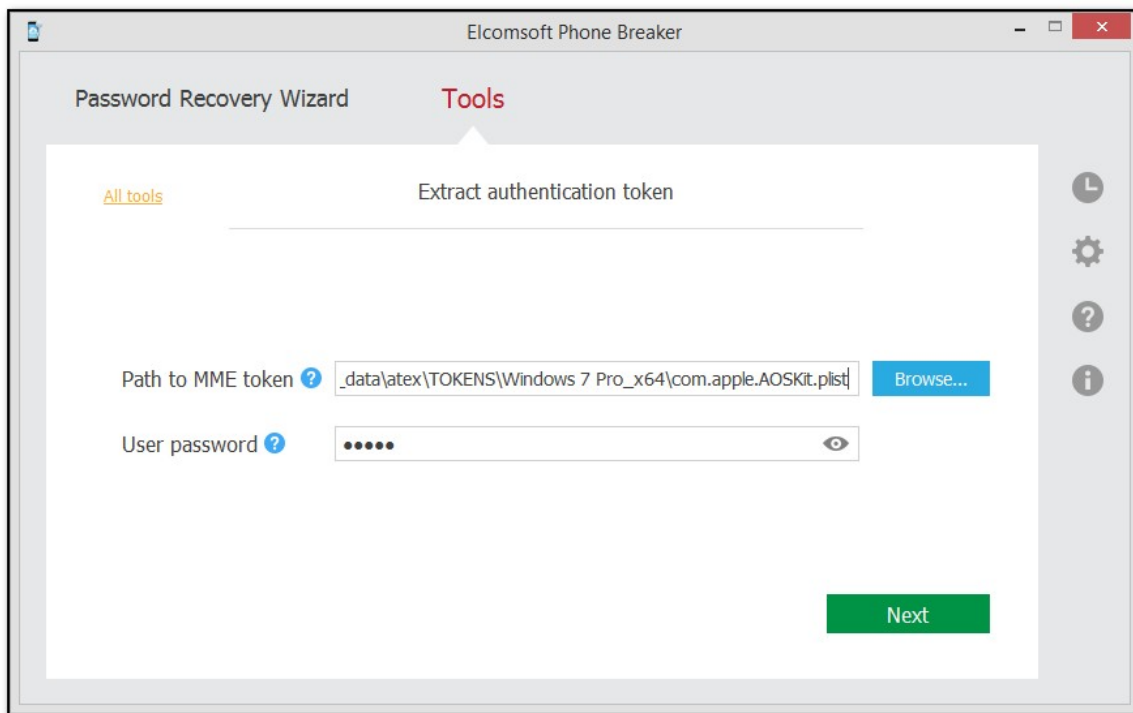 Elcomsoft Phone Breaker
Password Recovery Wizard
Tools
All tools
Extract authentication token
Path to MME token ? _data\atex\TOKENS\Windows 7 Pro_x64\com.apple.AOSKit.plist Browse...
User password ? •••••
Next